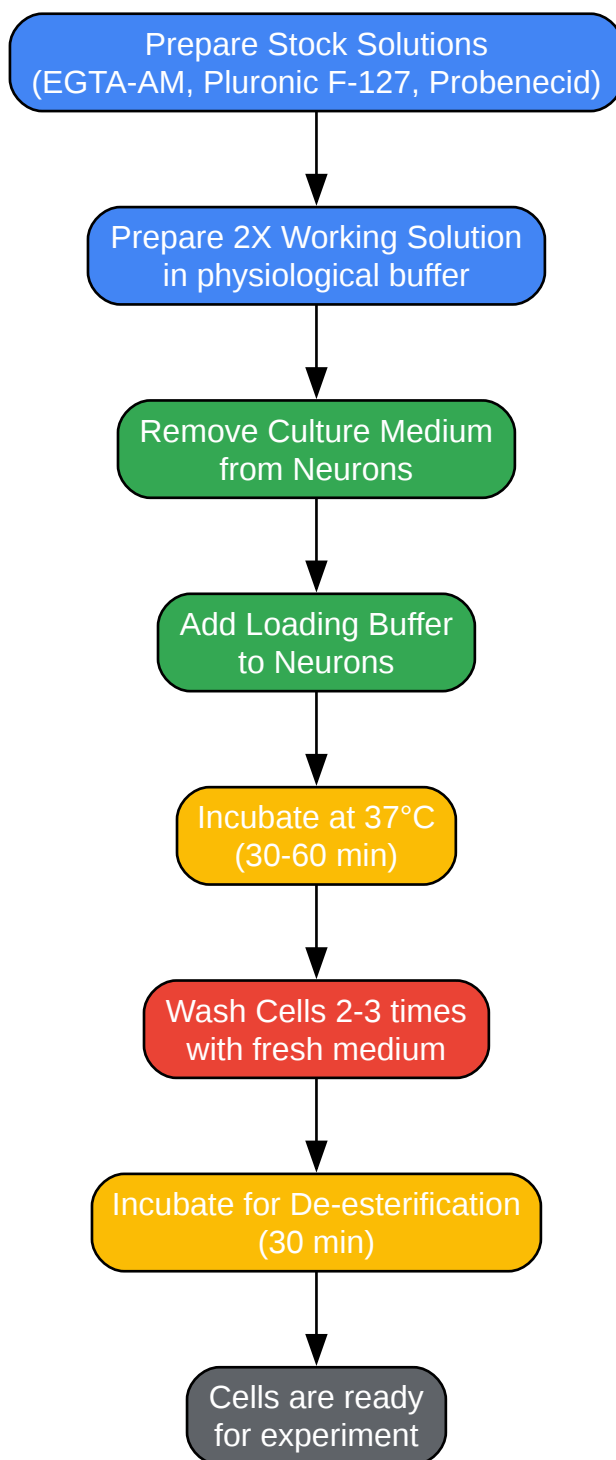 Prepare Stock Solutions
(EGTA-AM, Pluronic F-127, Probenecid)
Prepare 2X Working Solution
in physiological buffer
Remove Culture Medium
from Neurons
Add Loading Buffer
to Neurons
Incubate at 37°C
(30-60 min)
Wash Cells 2-3 times
with fresh medium
Incubate for De-esterification
(30 min)
Cells are ready
for experiment